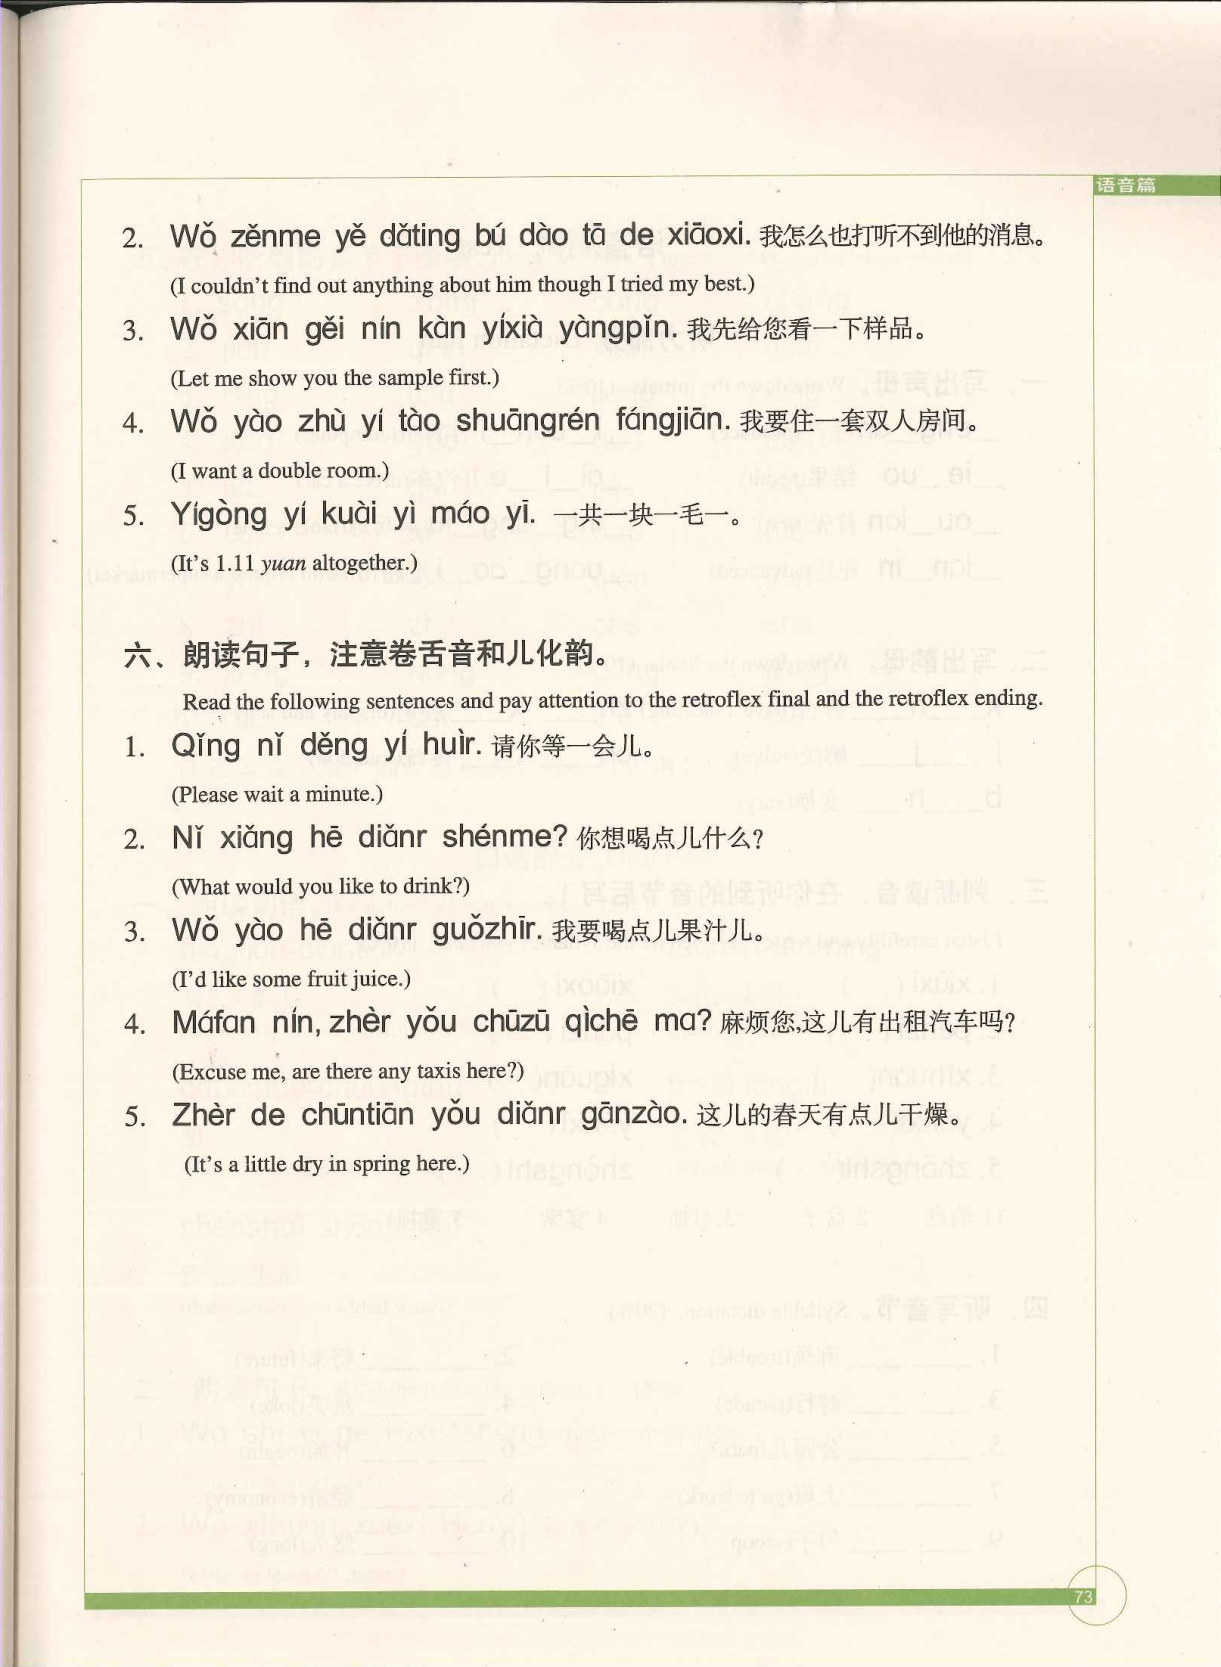 语音篇
2. Wǒ zěnme yě dǎting bú dào tā de xiāoxi. 我怎么也打听不到他的消息。
(I couldn't find out anything about him though I tried my best.)
3. Wǒ xiān gěi nín kàn yíxià yàngpǐn. 我先给您看一下样品。
(Let me show you the sample first.)
4. Wǒ yào zhù yí tào shuāngrén fángjiān. 我要住一套双人房间。
(I want a double room.)
5. Yígòng yí kuài yì máo yī. 一共一块一毛一。
(It's 1.11 yuan altogether.)
六、朗读句子，注意卷舌音和儿化韵。
Read the following sentences and pay attention to the retroflex final and the retroflex ending.
1. Qǐng nǐ děng yí huìr. 请你等一会儿。
(Please wait a minute.)
2. Nǐ xiǎng hē diǎnr shénme? 你想喝点儿什么?
(What would you like to drink?)
3. Wǒ yào hē diǎnr guǒzhīr. 我要喝点儿果汁儿。
(I'd like some fruit juice.)
4. Máfan nín, zhèr yǒu chūzū qìchē ma? 麻烦您,这儿有出租汽车吗?
(Excuse me, are there any taxis here?)
5. Zhèr de chūntiān yǒu diǎnr gānzào. 这儿的春天有点儿干燥。
(It's a little dry in spring here.)
73